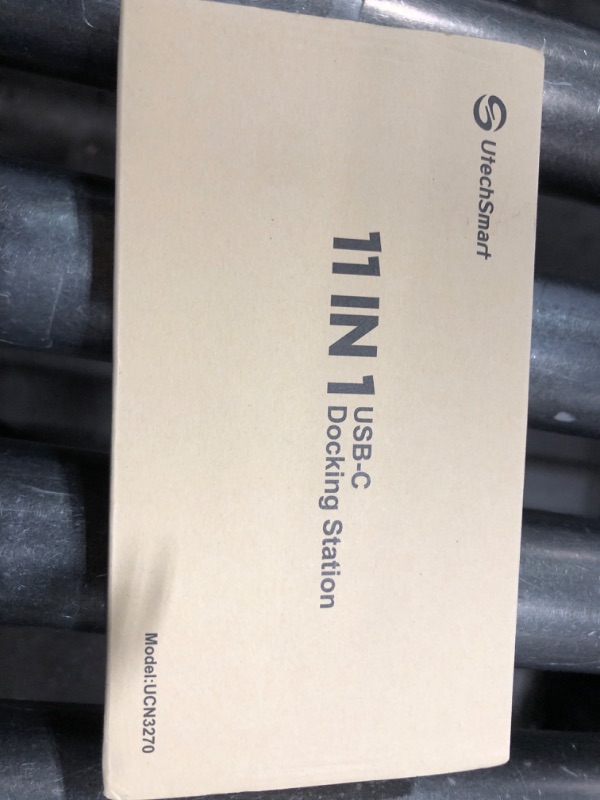 UtechSmart
11 IN 1 USB-C
Docking Station
Model:UCN3270